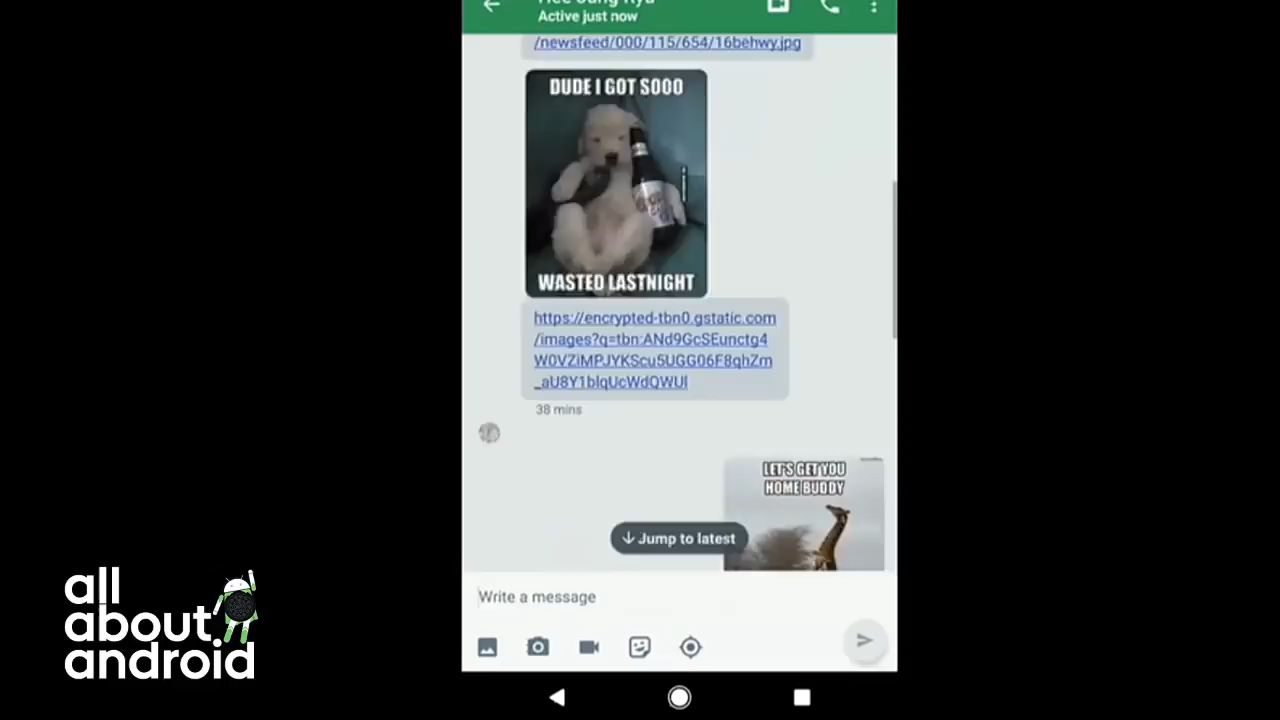 Active just now
/newsfeed/000/115/654/16behwy.jpg
DUDE I GOT SOOO
WASTED LASTNIGHT
https://encrypted-tbn0.gstatic.com
/images?q=tbn:ANd9GcSEunctg4
W0VZiMPJYKScu5UGG06F8qhZm
_aU8Y1blqUcWdQWUl
38 mins
LET'S GET YOU
HOME BUDDY
Jump to latest
Write a message
all
about
android